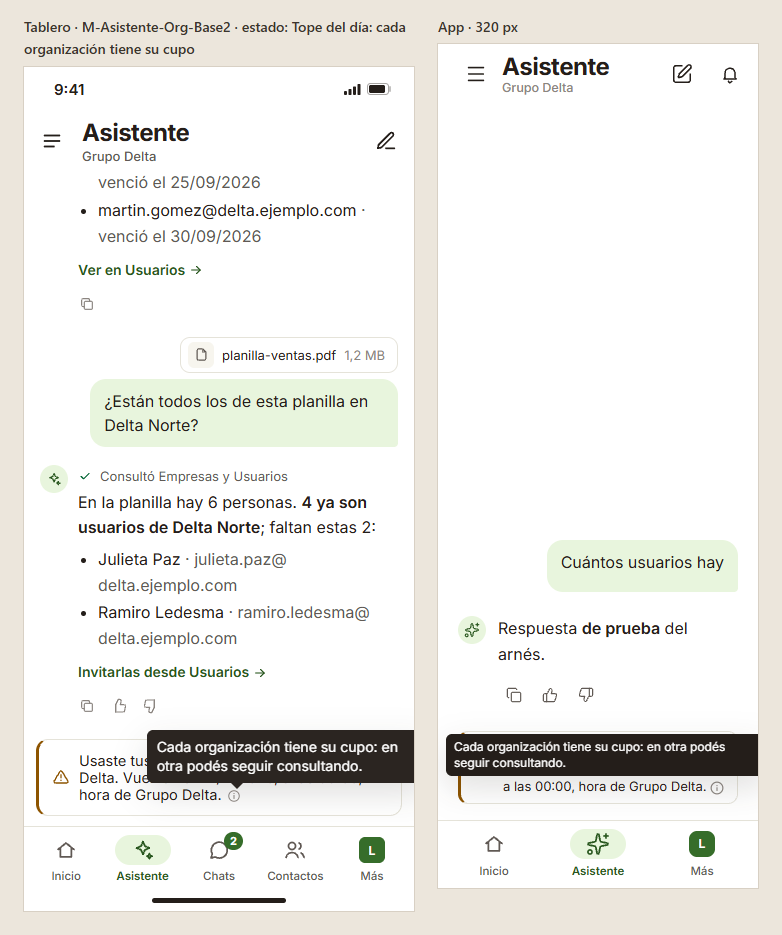 Tablero · M-Asistente-Org-Base2 · estado: Tope del día: cada
organización tiene su cupo
9:41
Asistente
Grupo Delta
venció el 25/09/2026
• martin.gomez@delta.ejemplo.com ·
venció el 30/09/2026
Ver en Usuarios →
planilla-ventas.pdf 1,2 MB
¿Están todos los de esta planilla en
Delta Norte?
Consultó Empresas y Usuarios
En la planilla hay 6 personas. 4 ya son
usuarios de Delta Norte; faltan estas 2:
• Julieta Paz · julieta.paz@
delta.ejemplo.com
• Ramiro Ledesma · ramiro.ledesma@
delta.ejemplo.com
Invitarlas desde Usuarios →
Cada organización tiene su cupo: en
otra podés seguir consultando.
Usaste tus
Delta.
hora de Grupo Delta.
Inicio
Asistente
2
Chats
Contactos
L
Más
App · 320 px
Asistente
Grupo Delta
Cuántos usuarios hay
Respuesta de prueba del
arnés.
Cada organización tiene su cupo: en otra podés
seguir consultando.
a las 00:00, hora de Grupo Delta.
Inicio
Asistente
L
Más